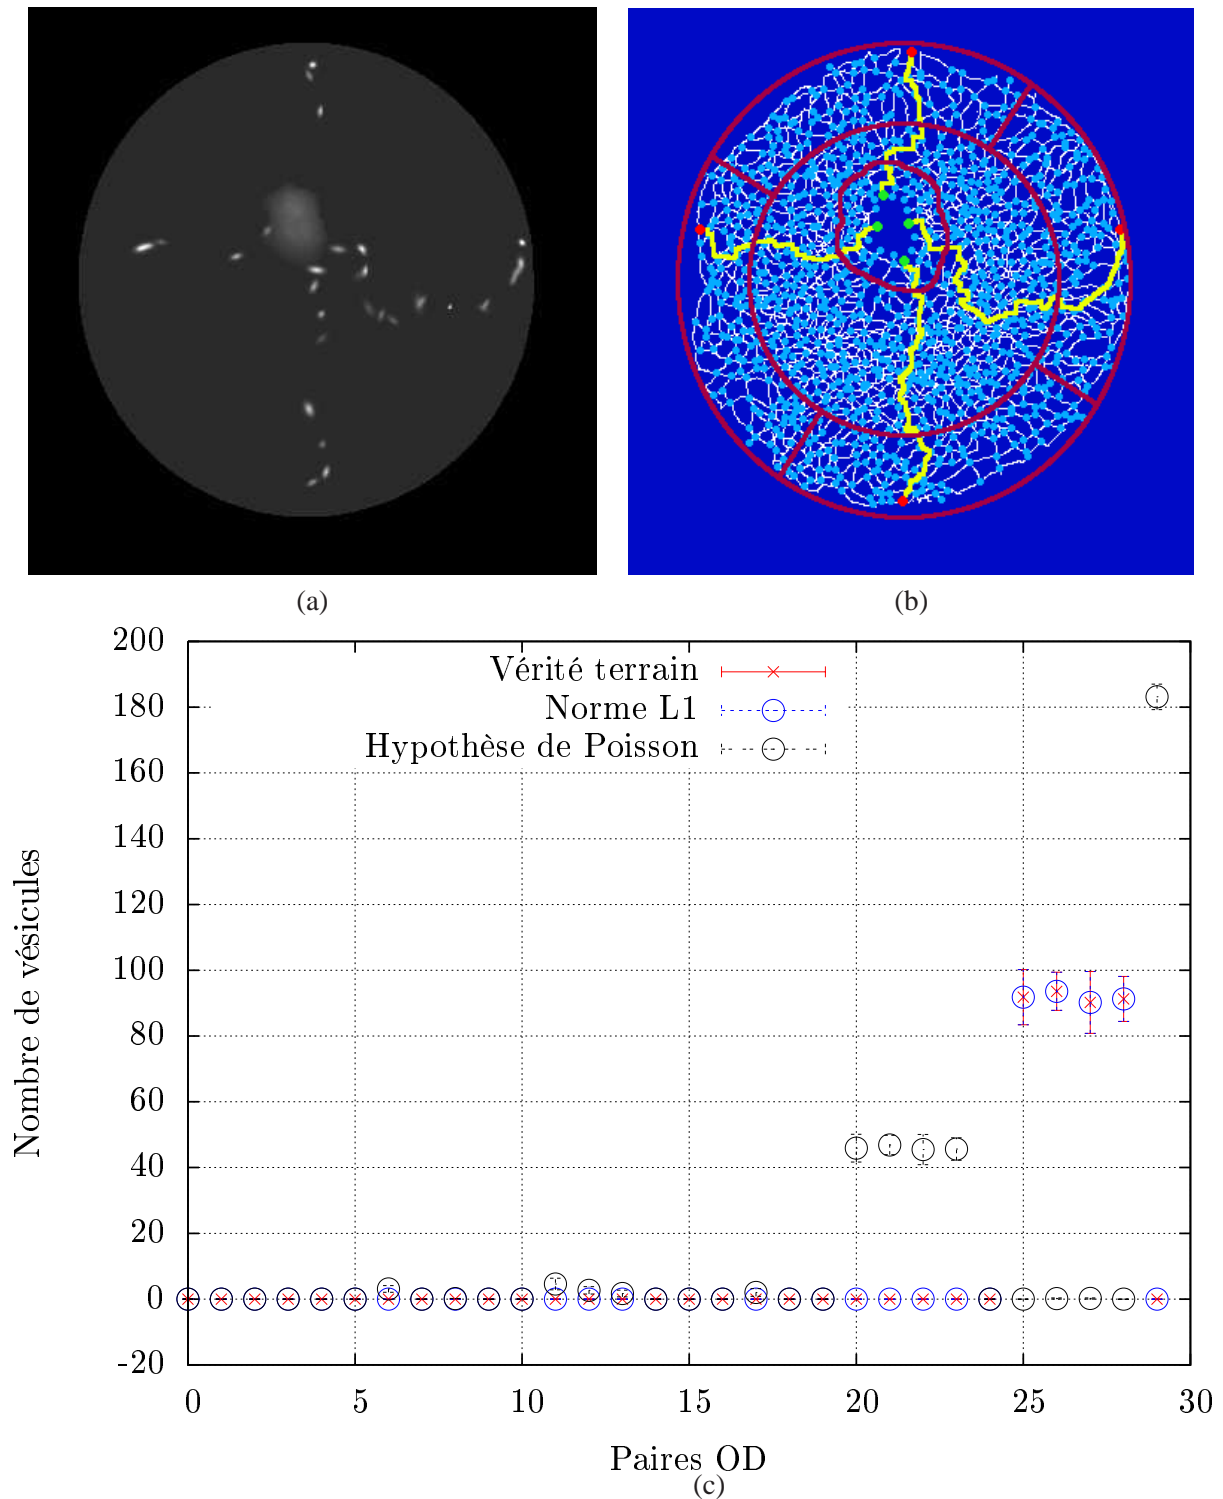 (a)
(b)
200
180
160
140
120
100
80
60
40
20
0
-20
Nombre de vésicules
Vérité terrain
Norme L1
Hypothèse de Poisson
0 5 10 15 20 25 30
Paires OD
(c)